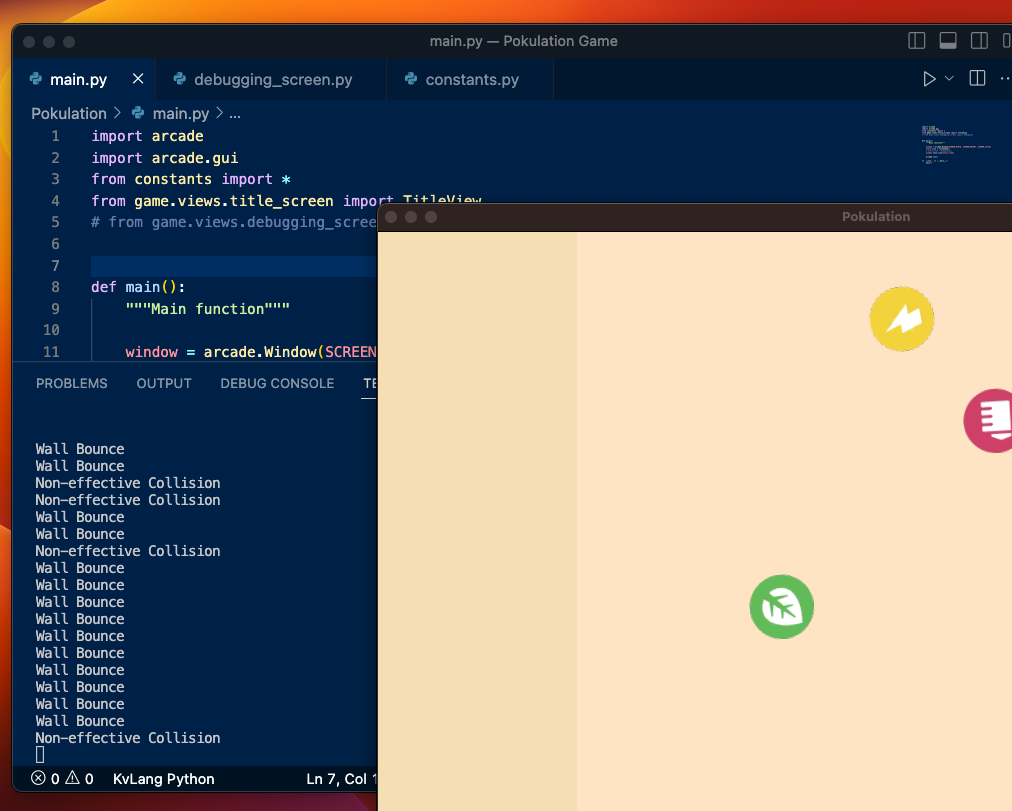 main.py — Pokulation Game
main.py debugging_screen.py constants.py
Pokulation > main.py > ...
1 import arcade
2 import arcade.gui
3 from constants import *
4 from game.views.title_screen import TitleView
5 # from game.views.debugging_scree
6
7
8 def main():
9 """Main function"""
10
11 window = arcade.Window(SCREEN
Pokulation
PROBLEMS OUTPUT DEBUG CONSOLE TE
Wall Bounce
Wall Bounce
Non-effective Collision
Non-effective Collision
Wall Bounce
Wall Bounce
Non-effective Collision
Wall Bounce
Wall Bounce
Wall Bounce
Wall Bounce
Wall Bounce
Wall Bounce
Wall Bounce
Wall Bounce
Wall Bounce
Wall Bounce
Non-effective Collision
0 0 KvLang Python Ln 7, Col 1